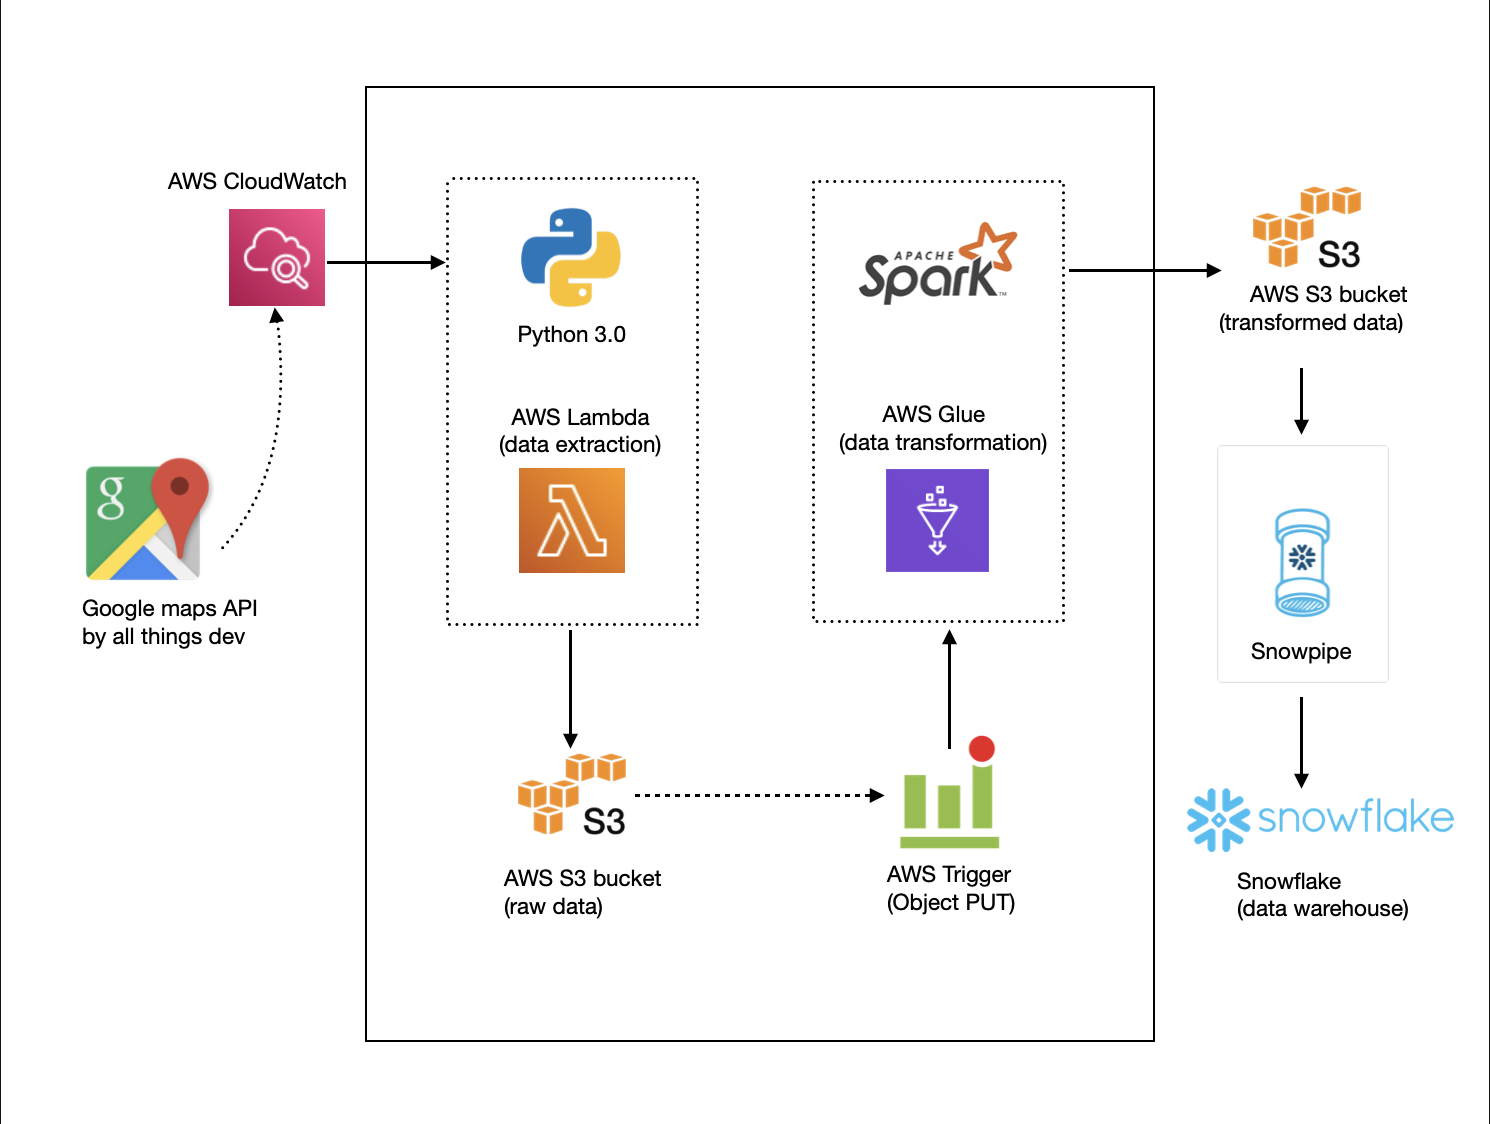 AWS CloudWatch
g
Google maps API
by all things dev
Python 3.0
AWS Lambda
(data extraction)
S3
AWS S3 bucket
(raw data)
AWS Trigger
(Object PUT)
APACHE
Spark™
AWS Glue
(data transformation)
S3
AWS S3 bucket
(transformed data)
Snowpipe
snowflake
Snowflake
(data warehouse)